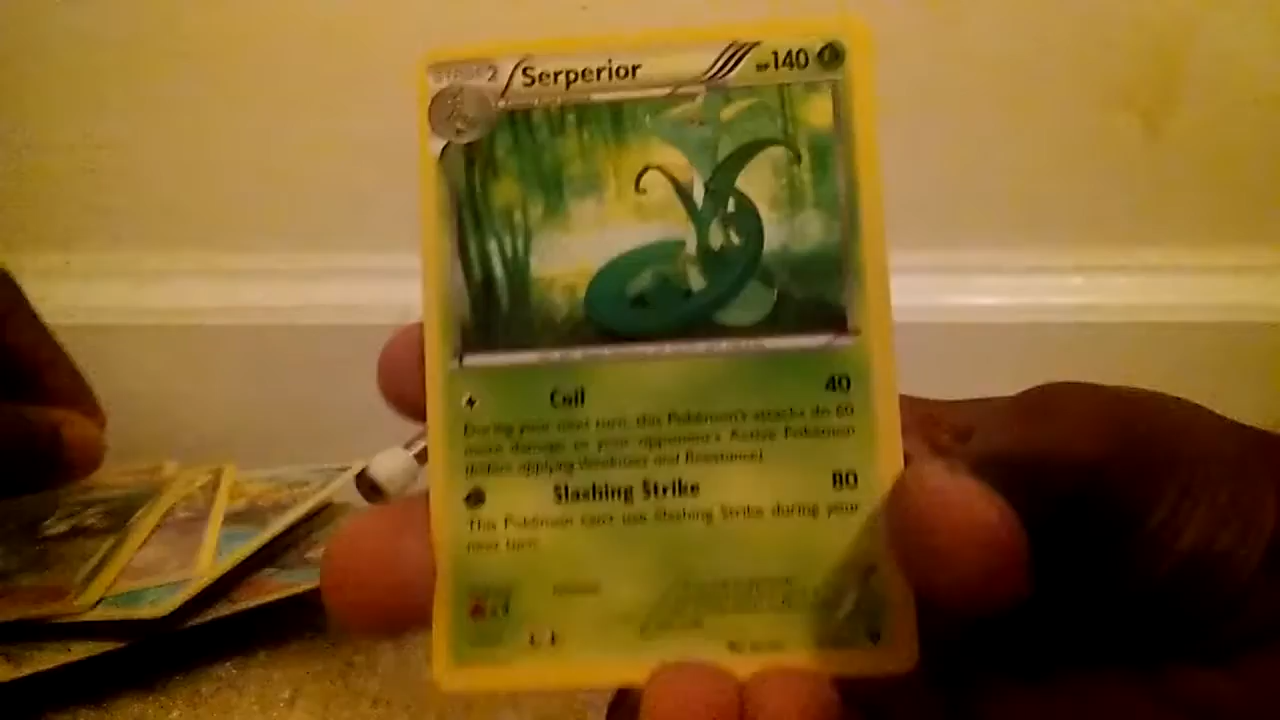 STAGE 2 Serperior HP 140
Coil 40
During your next turn, this Pokémon's attacks do 60
more damage to your opponent's Active Pokémon
(before applying Weakness and Resistance).
Slashing Strike 80
This Pokémon can't use Slashing Strike during your
next turn.